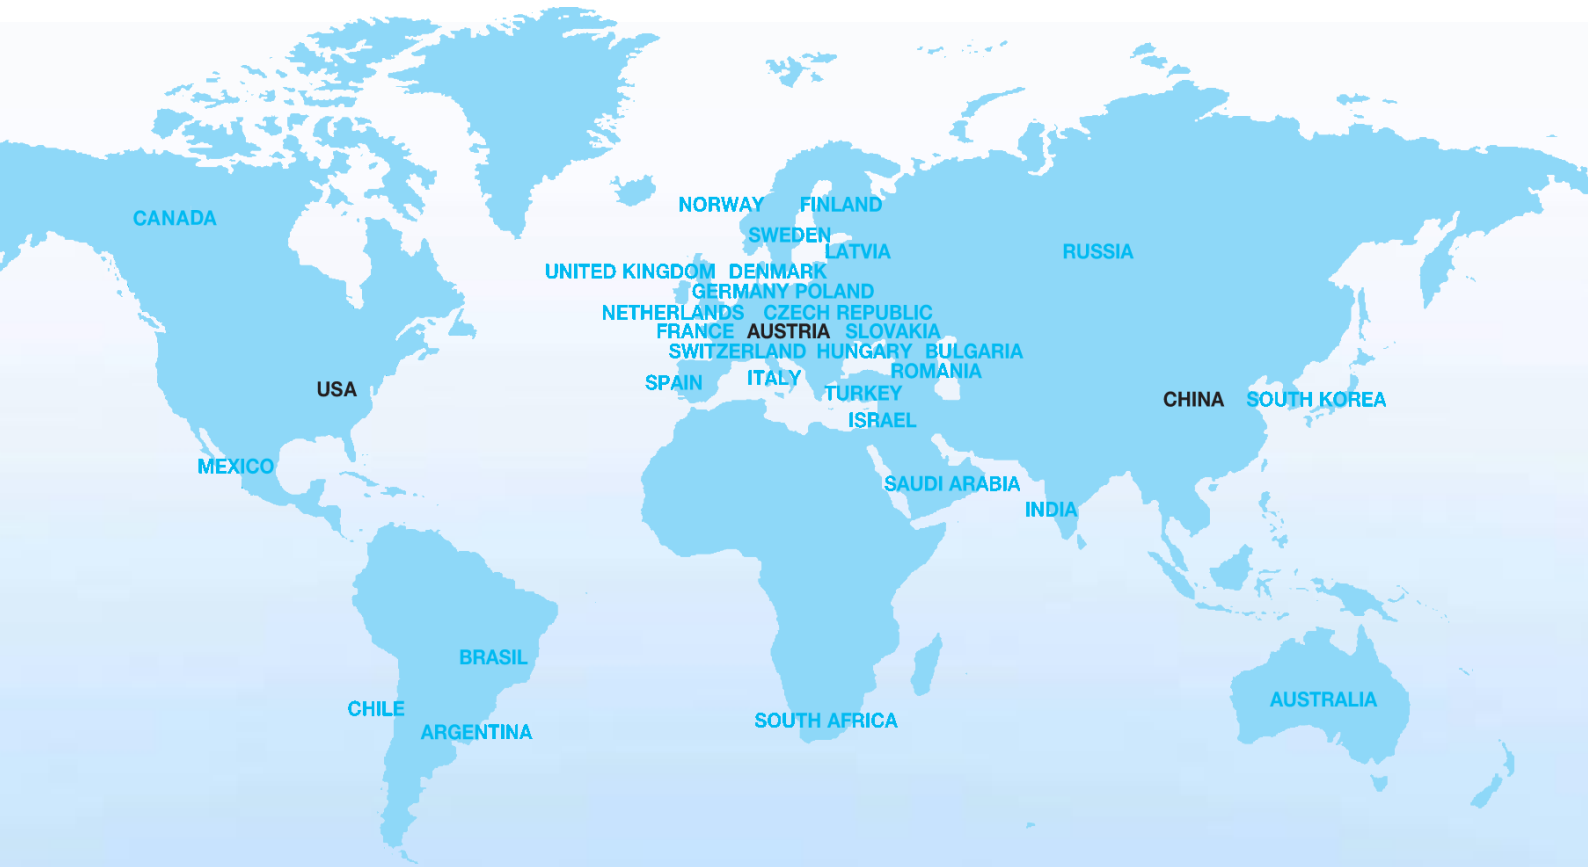 NORWAY FINLAND
CANADA
SWEDEN
LATVIA
RUSSIA
UNITED KINGDOM DENMARK
GERMANY POLAND
NETHERLANDS CZECH REPUBLIC
FRANCE AUSTRIA SLOVAKIA
SWITZERLAND HUNGARY BULGARIA
ROMANIA
ITALY
SPAIN
USA
TURKEY
CHINA SOUTH KOREA
ISRAEL
MEXICO
SAUDI ARABIA
INDIA
BRASIL
AUSTRALIA
CHILE
SOUTH AFRICA
ARGENTINA